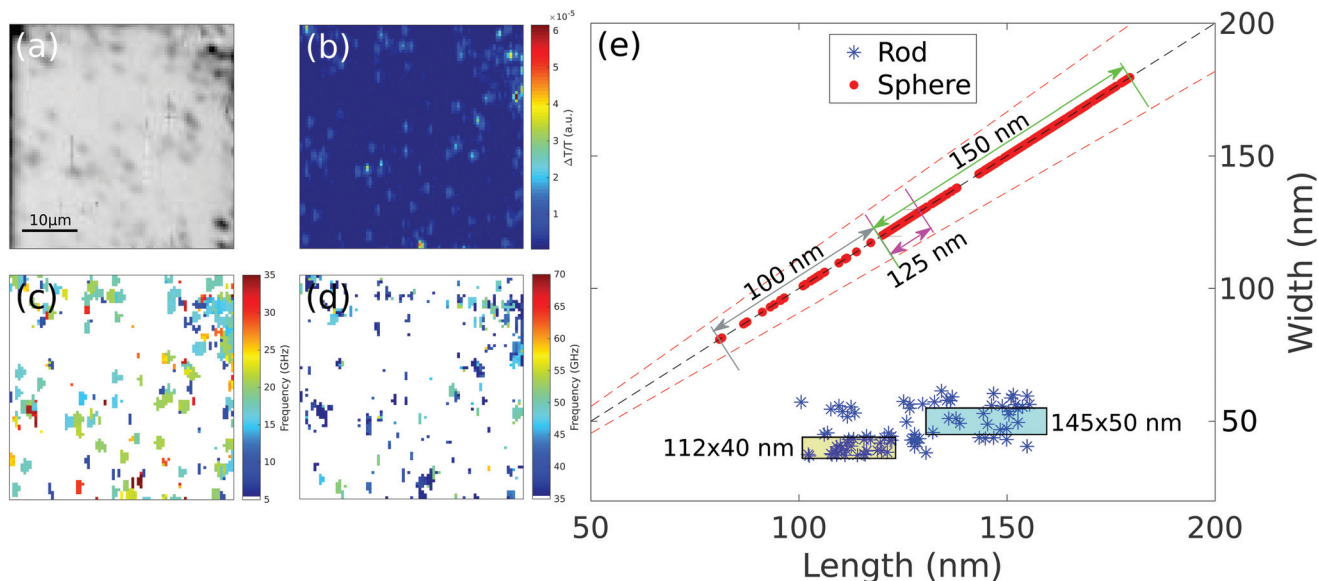 (a)
10μm
(b)
×10⁻⁵
6
5
4
3
2
1
ΔT/T (a.u.)
(c)
35
30
25
20
15
10
5
Frequency (GHz)
(d)
70
65
60
55
50
45
40
35
Frequency (GHz)
(e)
Rod
Sphere
150 nm
100 nm
125 nm
112x40 nm
145x50 nm
200
150
100
50
Width (nm)
50
100
150
200
Length (nm)